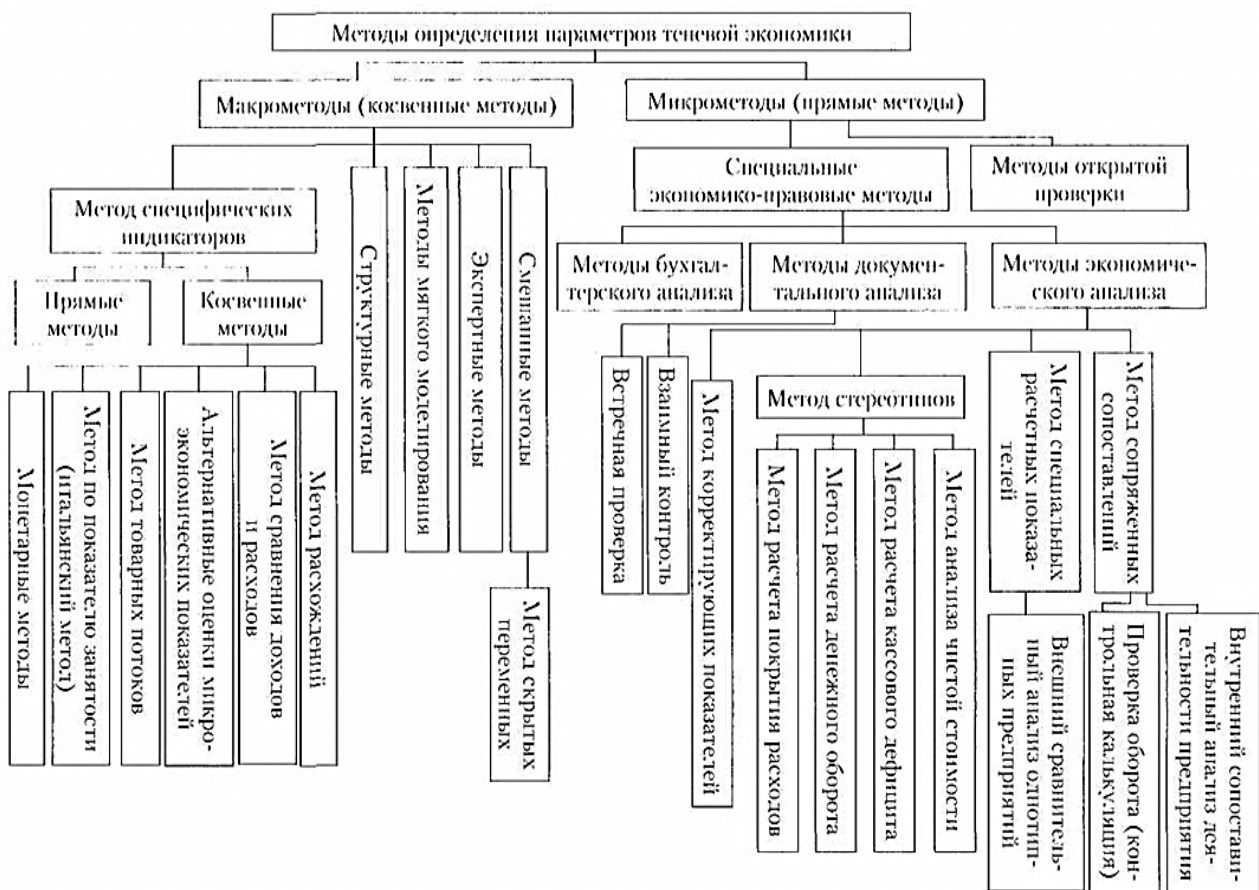 Методы определения параметров теневой экономики
Макрометоды (косвенные методы)
Микрометоды (прямые методы)
Метод специфических
индикаторов
Структурные методы
Методы мягкого моделирования
Экспертные методы
Смешанные методы
Специальные
экономико-правовые методы
Методы открытой
проверки
Прямые
методы
Косвенные
методы
Методы бухгал-
терского анализа
Методы докумен-
тального анализа
Методы экономиче-
ского анализа
Монетарные методы
Метод по показателю занятости
(итальянский метод)
Метод товарных потоков
Альтернативные оценки микро-
экономических показателей
Метод сравнения доходов
и расходов
Метод расхождений
Метод скрытых
переменных
Встречная проверка
Взаимный контроль
Метод корректирующих показателей
Метод стереотипов
Метод расчета покрытия расходов
Метод расчета денежного оборота
Метод расчета кассового дефицита
Метод анализа чистой стоимости
Метод специальных
расчетных показа-
телей
Метод сопряженных
сопоставлений
Внешний сравнитель-
ный анализ однотип-
ных предприятий
Проверка оборота (кон-
трольная калькуляция)
Внутренний сопостави-
тельный анализ дея-
тельности предприятия